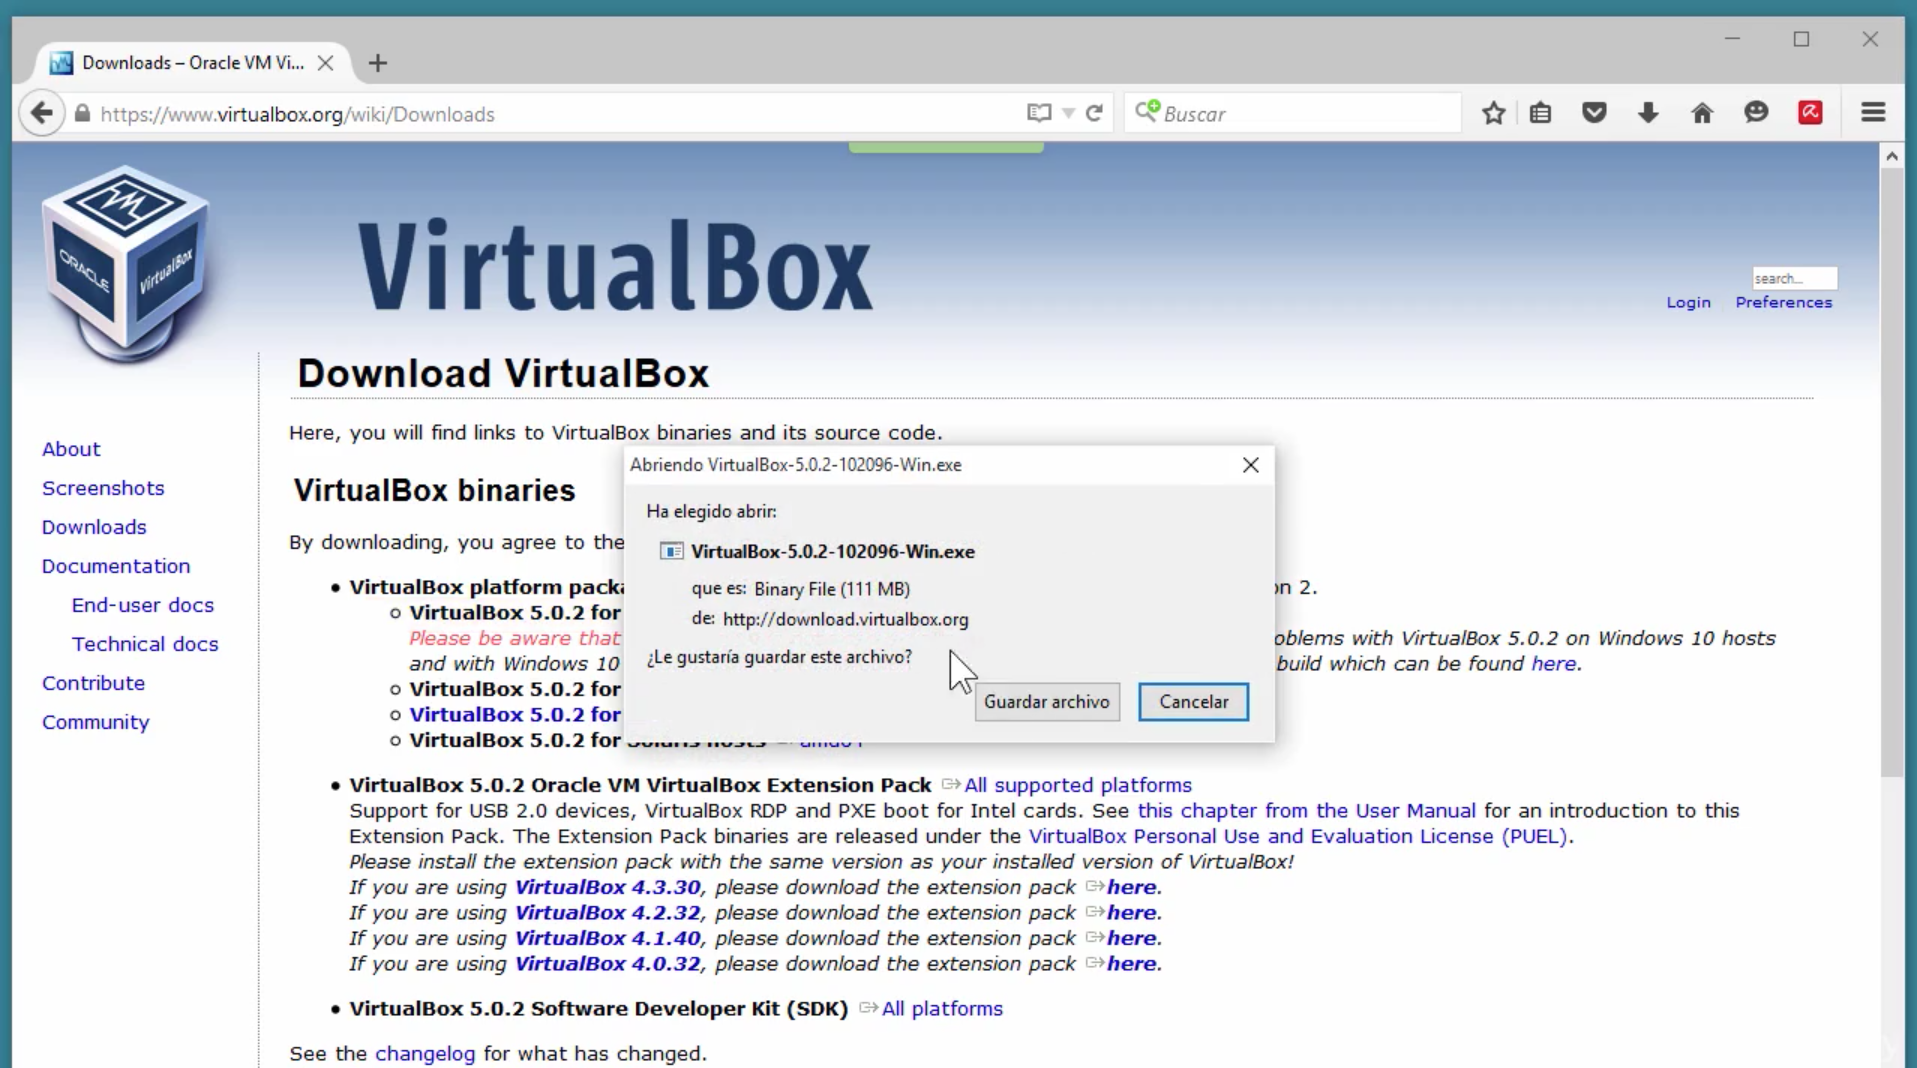 Downloads – Oracle VM Vi...
https://www.virtualbox.org/wiki/Downloads
Buscar
ORACLE
VirtualBox
VirtualBox
search...
Login Preferences
Download VirtualBox
Here, you will find links to VirtualBox binaries and its source code.
About
Screenshots
Downloads
Documentation
End-user docs
Technical docs
Contribute
Community
VirtualBox binaries
By downloading, you agree to the
• VirtualBox platform packa
on 2.
VirtualBox 5.0.2 for
Please be aware that
oblems with VirtualBox 5.0.2 on Windows 10 hosts
and with Windows 10
build which can be found here.
VirtualBox 5.0.2 for
VirtualBox 5.0.2 for
VirtualBox 5.0.2 for Solaris hosts
Abriendo VirtualBox-5.0.2-102096-Win.exe
Ha elegido abrir:
VirtualBox-5.0.2-102096-Win.exe
que es: Binary File (111 MB)
de: http://download.virtualbox.org
¿Le gustaría guardar este archivo?
Guardar archivo Cancelar
• VirtualBox 5.0.2 Oracle VM VirtualBox Extension Pack All supported platforms
Support for USB 2.0 devices, VirtualBox RDP and PXE boot for Intel cards. See this chapter from the User Manual for an introduction to this
Extension Pack. The Extension Pack binaries are released under the VirtualBox Personal Use and Evaluation License (PUEL).
Please install the extension pack with the same version as your installed version of VirtualBox!
If you are using VirtualBox 4.3.30, please download the extension pack here.
If you are using VirtualBox 4.2.32, please download the extension pack here.
If you are using VirtualBox 4.1.40, please download the extension pack here.
If you are using VirtualBox 4.0.32, please download the extension pack here.
• VirtualBox 5.0.2 Software Developer Kit (SDK) All platforms
See the changelog for what has changed.